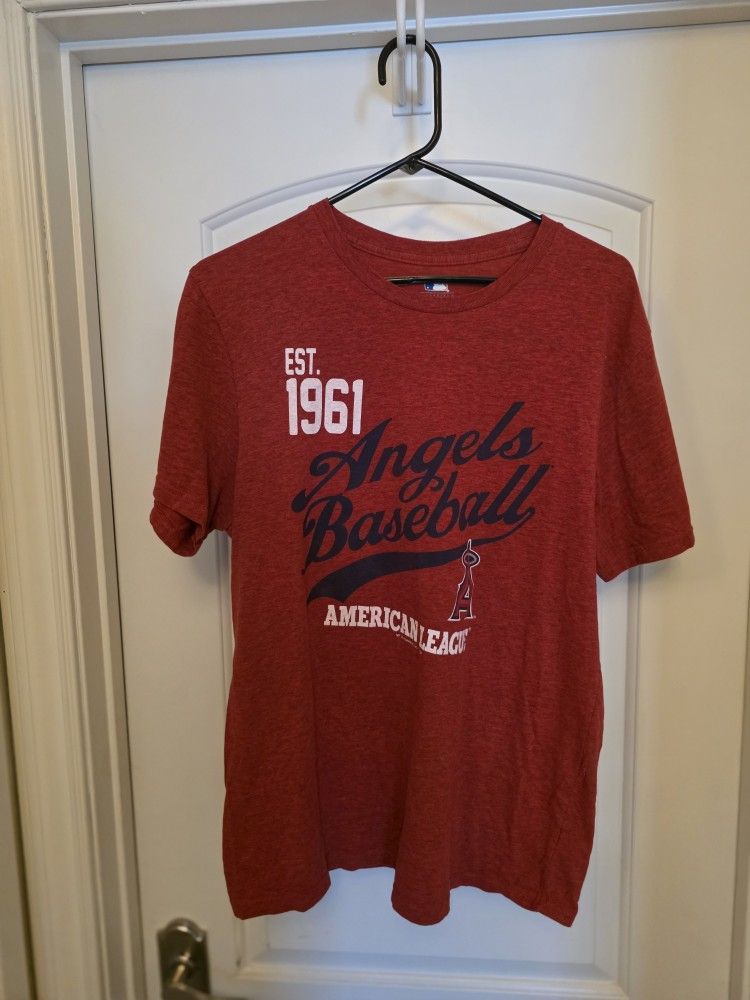 EST.
1961
Angels
Baseball
A
AMERICAN LEAGUE